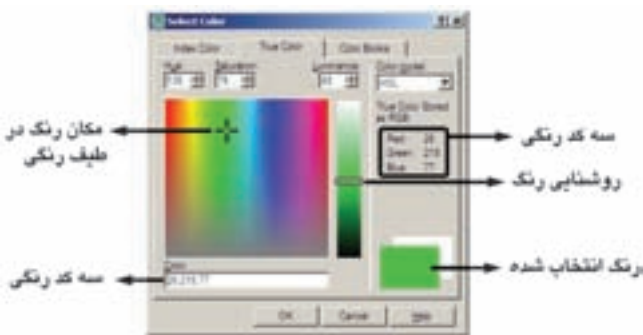 Select Color
Index Color
True Color
Color Books
Hue:
Saturation:
Luminance:
Color model:
HSL
True Color Stored
as RGB:
Red:
Green:
Blue: 77
مکان رنگ در
طیف رنگی
سه کد رنگی
روشنایی رنگ
Color:
سه کد رنگی
رنگ انتخاب شده
OK
Cancel
Help